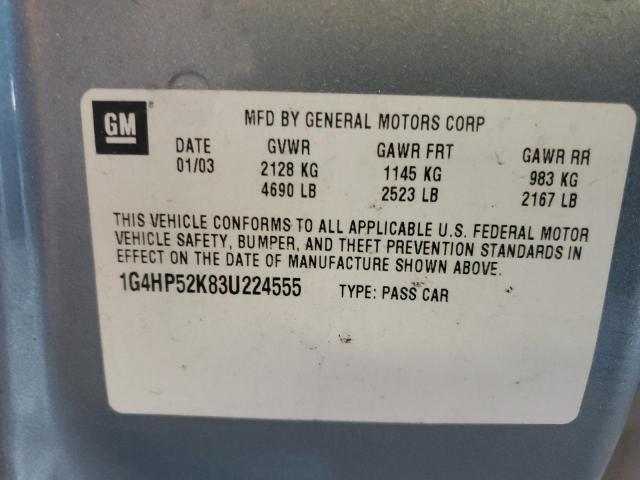 GM
®
MFD BY GENERAL MOTORS CORP
DATE GVWR GAWR FRT GAWR RR
01/03 2128 KG 1145 KG 983 KG
4690 LB 2523 LB 2167 LB
THIS VEHICLE CONFORMS TO ALL APPLICABLE U.S. FEDERAL MOTOR
VEHICLE SAFETY, BUMPER, AND THEFT PREVENTION STANDARDS IN
EFFECT ON THE DATE OF MANUFACTURE SHOWN ABOVE.
1G4HP52K83U224555 TYPE: PASS CAR